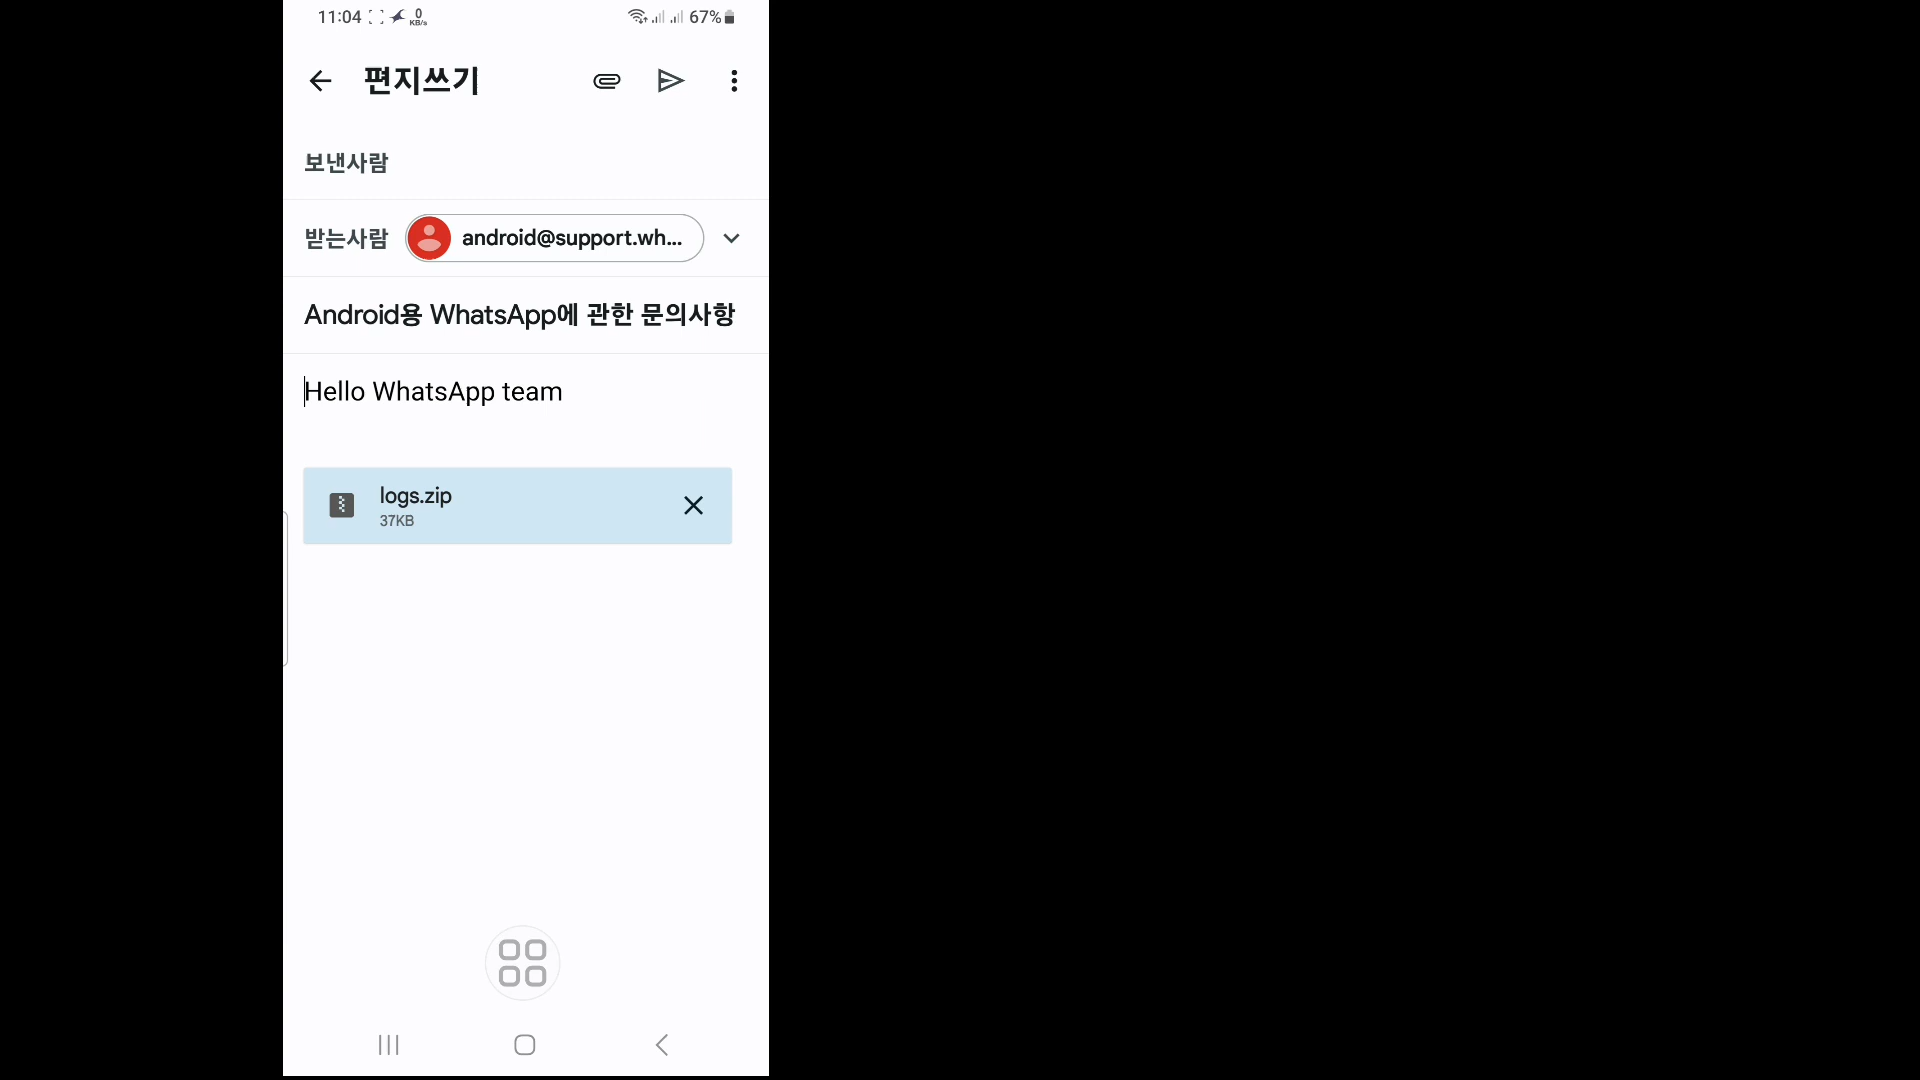 11:04 0 KB/s 67%
편지쓰기
보낸사람
받는사람 android@support.wh...
Android용 WhatsApp에 관한 문의사항
Hello WhatsApp team
logs.zip
37KB